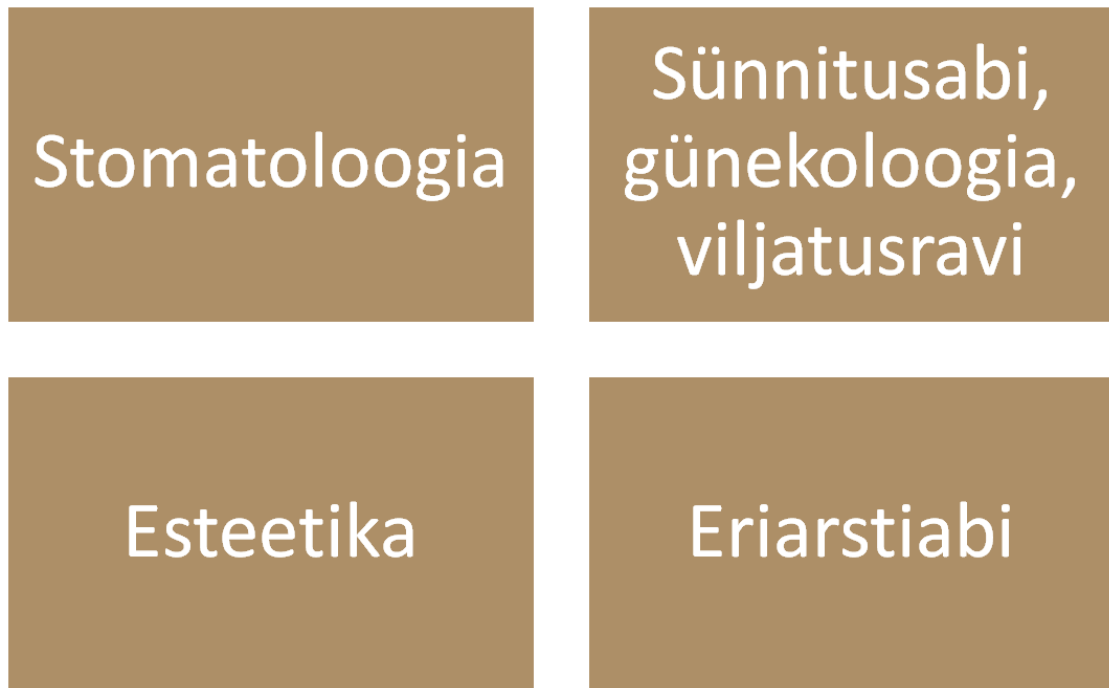 Stomatoloogia
Sünnitusabi,
günekoloogia,
viljatusravi
Esteetika
Eriarstiabi